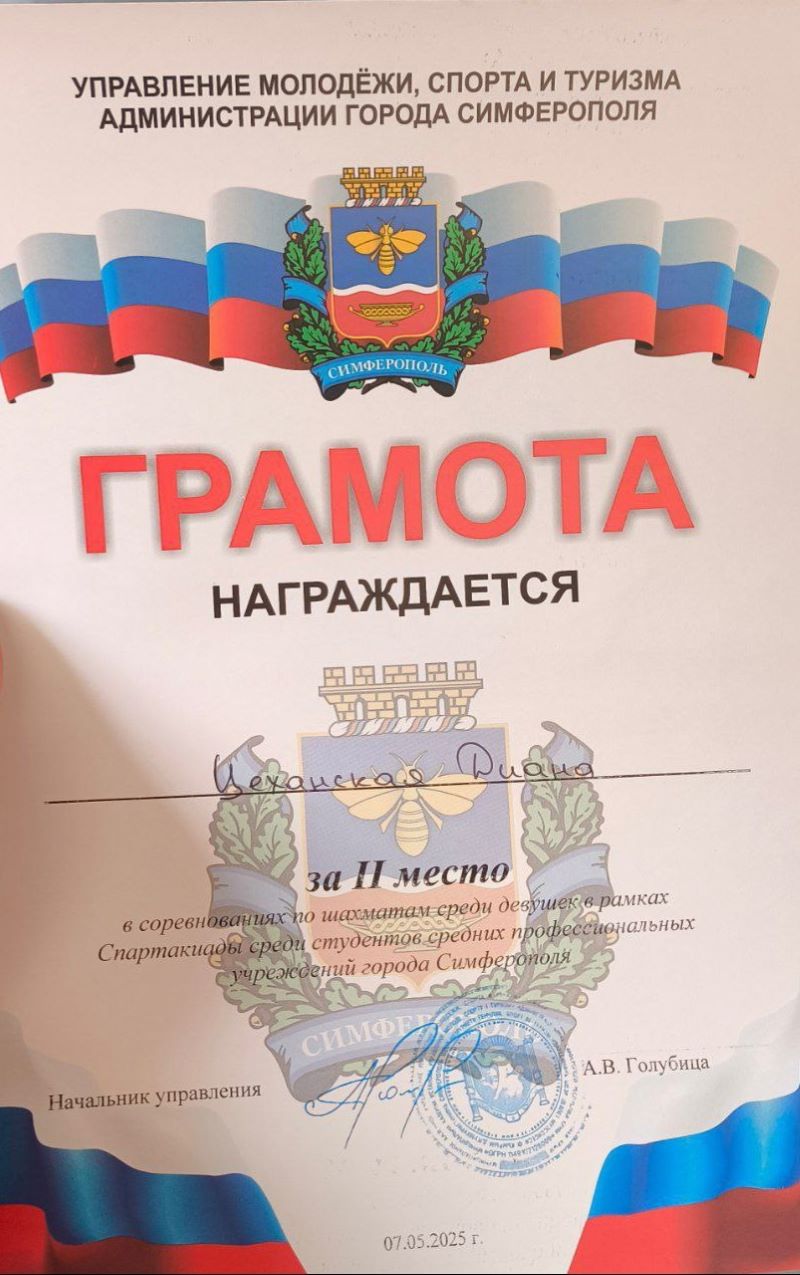 УПРАВЛЕНИЕ МОЛОДЁЖИ, СПОРТА И ТУРИЗМА
АДМИНИСТРАЦИИ ГОРОДА СИМФЕРОПОЛЯ
СИМФЕРОПОЛЬ
ГРАМОТА
НАГРАЖДАЕТСЯ
Цеханская Диана
за II место
в соревнованиях по шахматам среди девушек в рамках
Спартакиады среди студентов средних профессиональных
учреждений города Симферополя
СИМФЕРОПОЛЬ
Начальник управления
А.В. Голубица
07.05.2025 г.